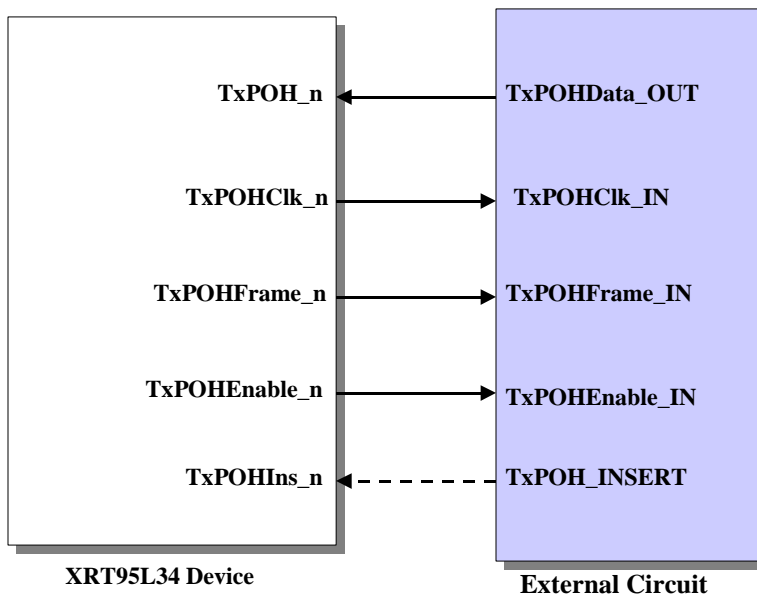 TxPOH_n TxPOHData_OUT
TxPOHClk_n TxPOHClk_IN
TxPOHFrame_n TxPOHFrame_IN
TxPOHEnable_n TxPOHEnable_IN
TxPOHIns_n TxPOH_INSERT
XRT95L34 Device External Circuit